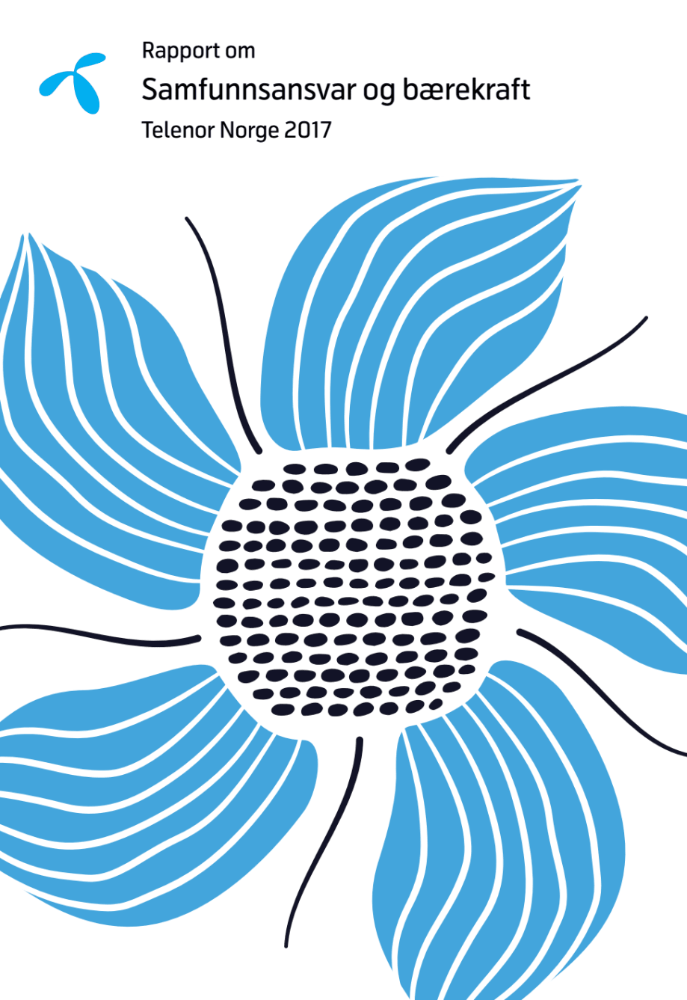 Rapport om
Samfunnsansvar og bærekraft
Telenor Norge 2017